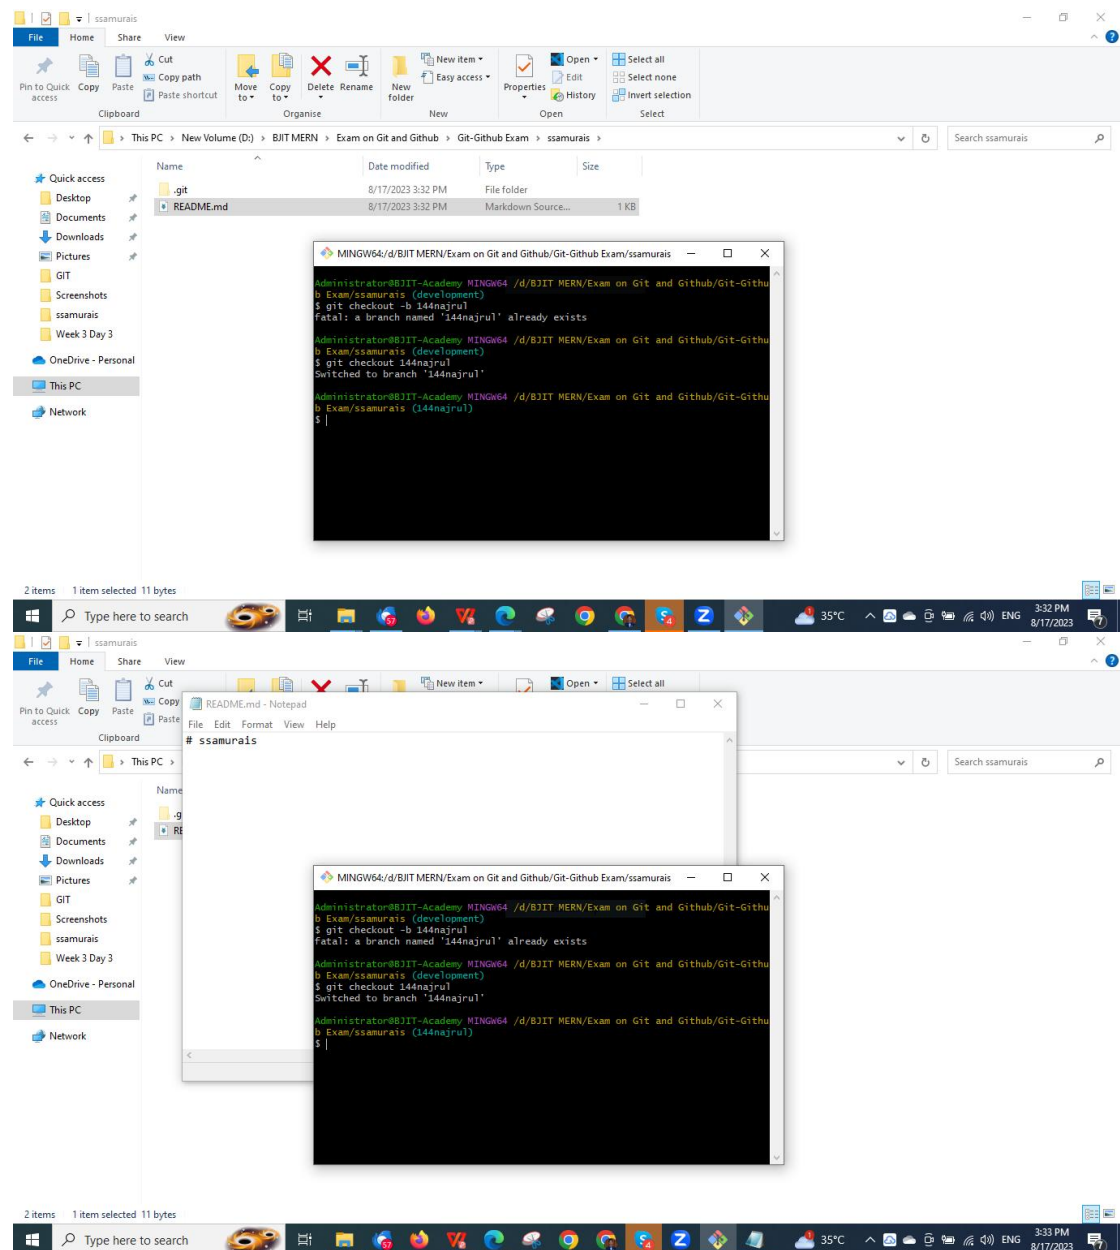 ssamurais
File Home Share View
Pin to Quick access
Copy
Paste
Cut
Copy path
Paste shortcut
Move to
Copy to
Delete
Rename
New folder
New item
Easy access
Properties
Open
Edit
History
Select all
Select none
Invert selection
Clipboard Organise New Open Select
This PC > New Volume (D:) > BJIT MERN > Exam on Git and Github > Git-Github Exam > ssamurais >
Search ssamurais
Name Date modified Type Size
.git 8/17/2023 3:32 PM File folder
README.md 8/17/2023 3:32 PM Markdown Source... 1 KB
Quick access
Desktop
Documents
Downloads
Pictures
GIT
Screenshots
ssamurais
Week 3 Day 3
OneDrive - Personal
This PC
Network
MINGW64:/d/BJIT MERN/Exam on Git and Github/Git-Github Exam/ssamurais
Administrator@BJIT-Academy MINGW64 /d/BJIT MERN/Exam on Git and Github/Git-Githu
b Exam/ssamurais (development)
$ git checkout -b 144najrul
fatal: a branch named '144najrul' already exists
Administrator@BJIT-Academy MINGW64 /d/BJIT MERN/Exam on Git and Github/Git-Githu
b Exam/ssamurais (development)
$ git checkout 144najrul
Switched to branch '144najrul'
Administrator@BJIT-Academy MINGW64 /d/BJIT MERN/Exam on Git and Github/Git-Githu
b Exam/ssamurais (144najrul)
$
2 items 1 item selected 11 bytes
Type here to search
57
4
35°C
ENG
3:32 PM
8/17/2023
ssamurais
File Home Share View
Pin to Quick access
Copy
Paste
Cut
Copy
Paste
New item
Open
Select all
Clipboard
README.md - Notepad
File Edit Format View Help
# ssamurais
This PC >
Search ssamurais
Name
.g
RE
Quick access
Desktop
Documents
Downloads
Pictures
GIT
Screenshots
ssamurais
Week 3 Day 3
OneDrive - Personal
This PC
Network
MINGW64:/d/BJIT MERN/Exam on Git and Github/Git-Github Exam/ssamurais
Administrator@BJIT-Academy MINGW64 /d/BJIT MERN/Exam on Git and Github/Git-Githu
b Exam/ssamurais (development)
$ git checkout -b 144najrul
fatal: a branch named '144najrul' already exists
Administrator@BJIT-Academy MINGW64 /d/BJIT MERN/Exam on Git and Github/Git-Githu
b Exam/ssamurais (development)
$ git checkout 144najrul
Switched to branch '144najrul'
Administrator@BJIT-Academy MINGW64 /d/BJIT MERN/Exam on Git and Github/Git-Githu
b Exam/ssamurais (144najrul)
$
2 items 1 item selected 11 bytes
Type here to search
57
4
35°C
ENG
3:33 PM
8/17/2023